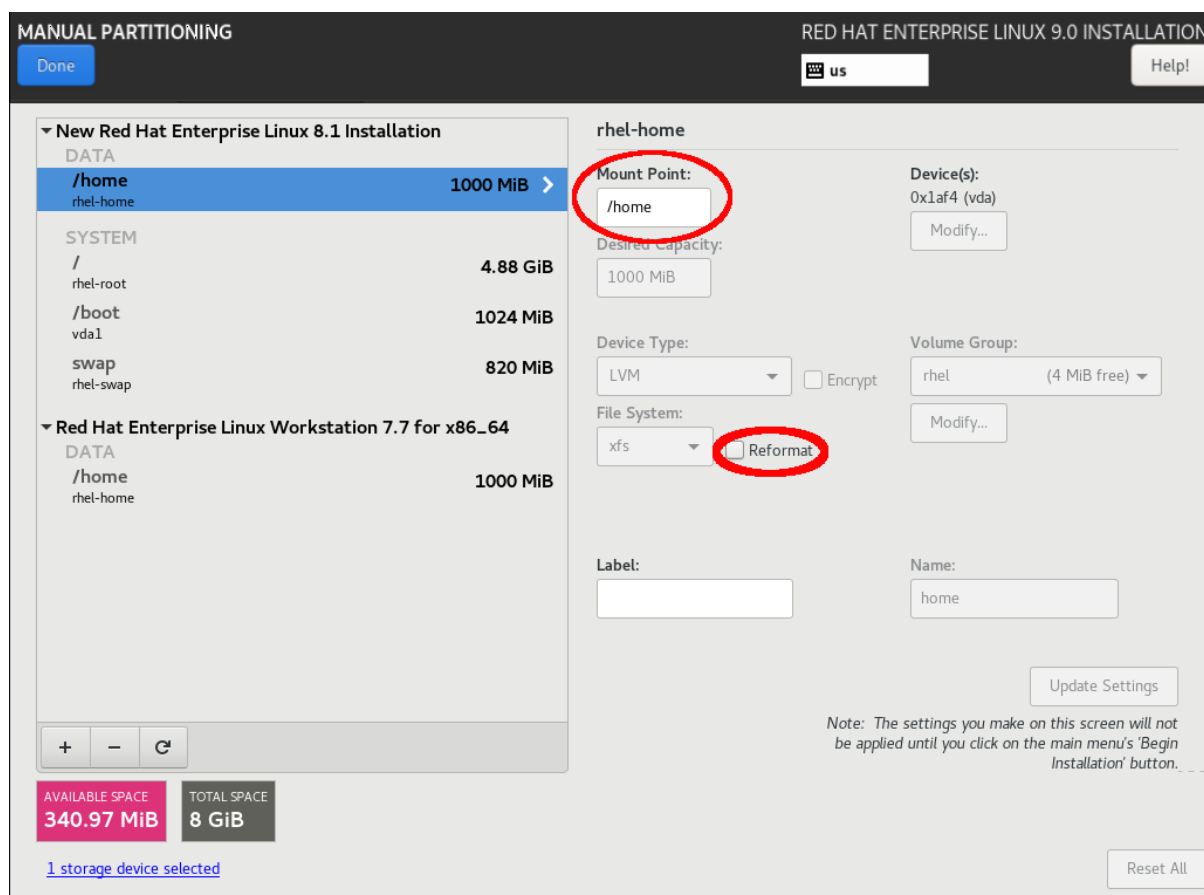 MANUAL PARTITIONING
RED HAT ENTERPRISE LINUX 9.0 INSTALLATION
Done
us
Help!
New Red Hat Enterprise Linux 8.1 Installation
DATA
/home
1000 MiB
rhel-home
SYSTEM
/
4.88 GiB
rhel-root
/boot
1024 MiB
vda1
swap
820 MiB
rhel-swap
Red Hat Enterprise Linux Workstation 7.7 for x86_64
DATA
/home
1000 MiB
rhel-home
+ −
AVAILABLE SPACE
340.97 MiB
TOTAL SPACE
8 GiB
1 storage device selected
rhel-home
Mount Point:
/home
Device(s):
0x1af4 (vda)
Modify...
Desired Capacity:
1000 MiB
Device Type:
LVM
Encrypt
Volume Group:
rhel (4 MiB free)
Modify...
File System:
xfs
Reformat
Label:
Name:
home
Update Settings
Note: The settings you make on this screen will not
be applied until you click on the main menu's 'Begin
Installation' button.
Reset All